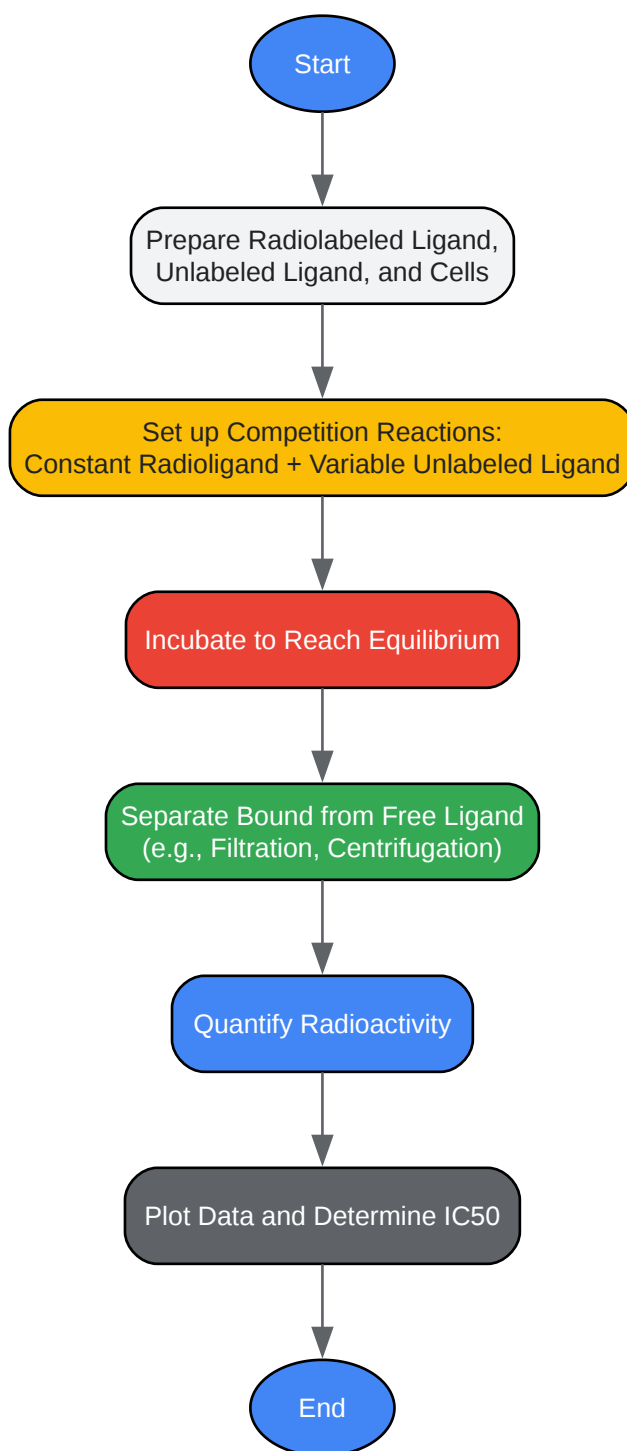 Start
Prepare Radiolabeled Ligand,
Unlabeled Ligand, and Cells
Set up Competition Reactions:
Constant Radioligand + Variable Unlabeled Ligand
Incubate to Reach Equilibrium
Separate Bound from Free Ligand
(e.g., Filtration, Centrifugation)
Quantify Radioactivity
Plot Data and Determine IC50
End